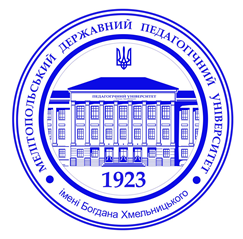 МЕЛІТОПОЛЬСЬКИЙ ДЕРЖАВНИЙ ПЕДАГОГІЧНИЙ УНІВЕРСИТЕТ
ПЕДАГОГІЧНИЙ УНІВЕРСИТЕТ
1923
імені Богдана Хмельницького